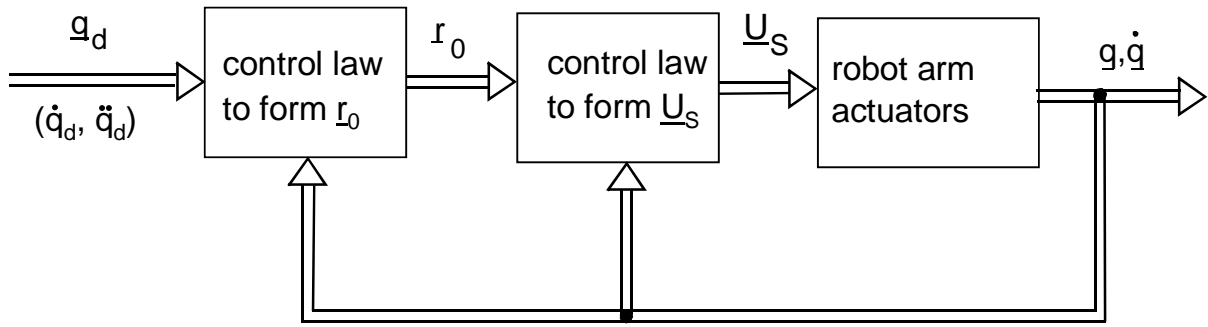 q_d
(q̇_d, q̈_d)
control law
to form r_0
r_0
control law
to form U_S
U_S
robot arm
actuators
q,q̇